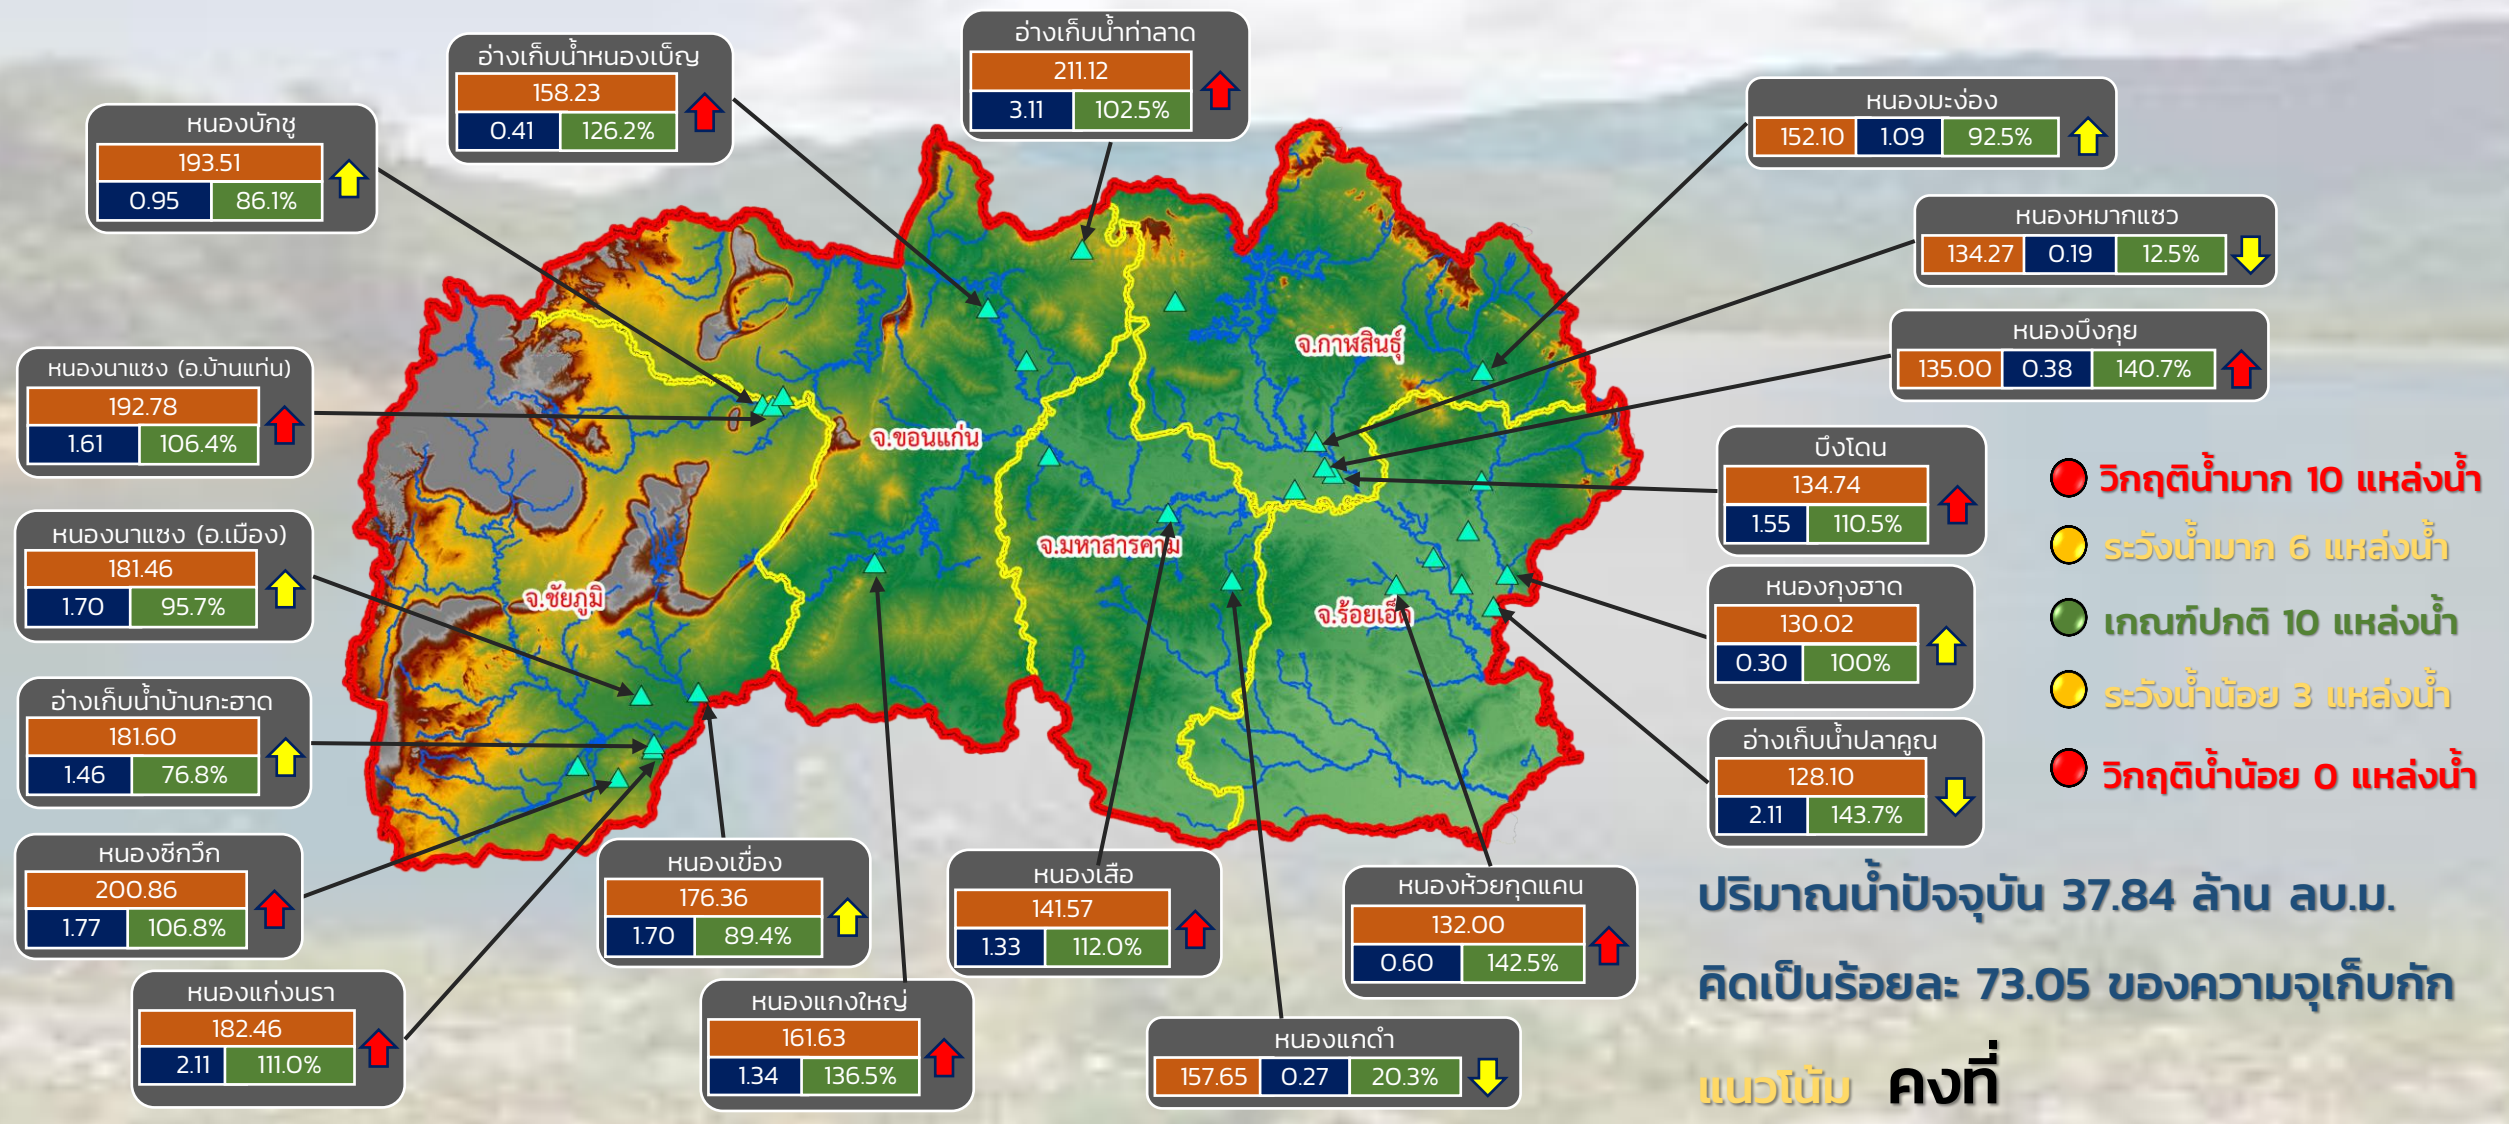 อ่างเก็บน้ำท่าลาด
211.12
3.11 102.5%
อ่างเก็บน้ำหนองเบ็ญ
158.23
0.41 126.2%
หนองบักชู
193.51
0.95 86.1%
หนองมะง่อง
152.10 1.09 92.5%
หนองหมากแซว
134.27 0.19 12.5%
หนองบึงกุย
135.00 0.38 140.7%
หนองนาแซง (อ.บ้านแท่น)
192.78
1.61 106.4%
จ.กาฬสินธุ์
จ.ขอนแก่น
จ.มหาสารคาม
จ.ชัยภูมิ
จ.ร้อยเอ็ด
บึงโดน
134.74
1.55 110.5%
หนองนาแซง (อ.เมือง)
181.46
1.70 95.7%
หนองกุงฮาด
130.02
0.30 100%
อ่างเก็บน้ำบ้านกะฮาด
181.60
1.46 76.8%
อ่างเก็บน้ำปลาคูณ
128.10
2.11 143.7%
วิกฤติน้ำมาก 10 แหล่งน้ำ
ระวังน้ำมาก 6 แหล่งน้ำ
เกณฑ์ปกติ 10 แหล่งน้ำ
ระวังน้ำน้อย 3 แหล่งน้ำ
วิกฤติน้ำน้อย 0 แหล่งน้ำ
หนองซีกวึก
200.86
1.77 106.8%
หนองเขื่อง
176.36
1.70 89.4%
หนองเสือ
141.57
1.33 112.0%
หนองห้วยกุดแคน
132.00
0.60 142.5%
หนองแก่งนรา
182.46
2.11 111.0%
หนองแกงใหญ่
161.63
1.34 136.5%
หนองแกดำ
157.65 0.27 20.3%
ปริมาณน้ำปัจจุบัน 37.84 ล้าน ลบ.ม.
คิดเป็นร้อยละ 73.05 ของความจุเก็บกัก
แนวโน้ม คงที่